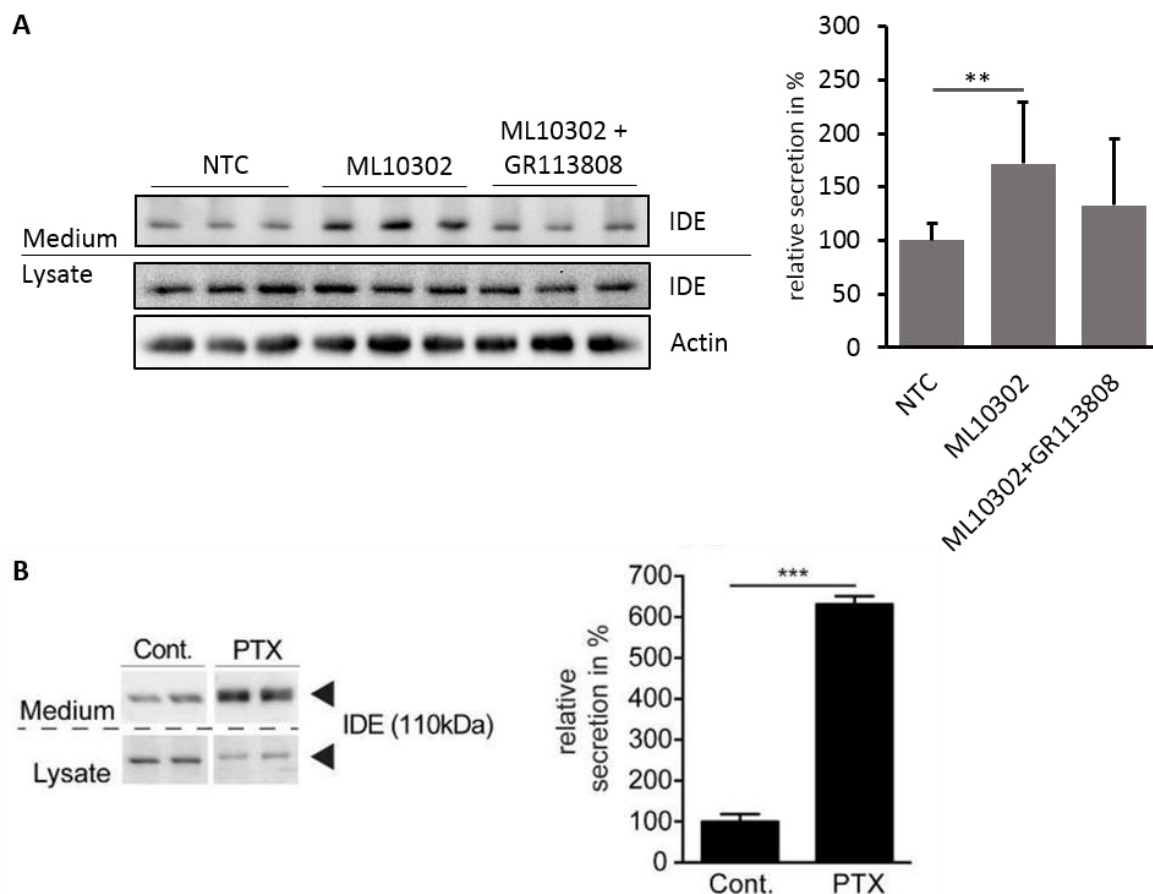 A
NTC
ML10302
ML10302 +
GR113808
Medium
IDE
Lysate
IDE
Actin
relative secretion in %
300
250
200
150
100
50
0
**
NTC
ML10302
ML10302+GR113808
B
Cont.
PTX
Medium
IDE (110kDa)
Lysate
relative
secretion in %
700
600
700
400
300
200
100
0
***
Cont.
PTX